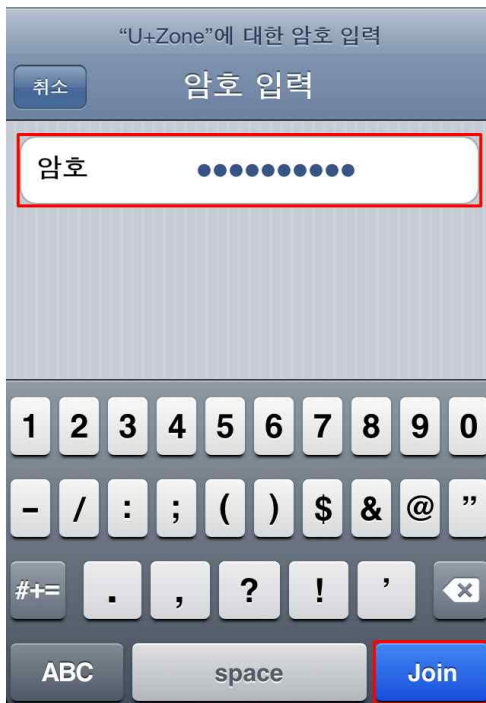 “U+Zone”에 대한 암호 입력
취소 암호 입력
암호 ●●●●●●●●●●
1 2 3 4 5 6 7 8 9 0
- / : ; ( ) $ & @ ”
#+= . , ? ! ’
ABC space Join